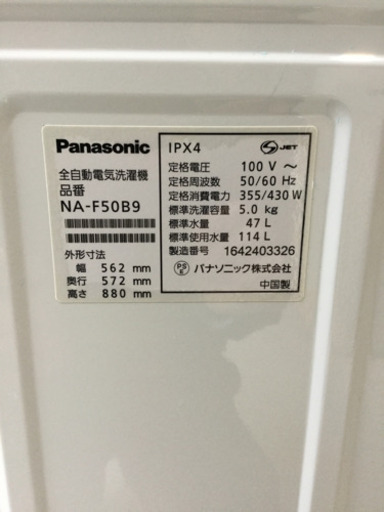 Panasonic
全自動電気洗濯機
品番
NA-F50B9
外形寸法
幅 562 mm
奥行 572 mm
高さ 880 mm
IPX4
S JET
定格電圧 100 V ～
定格周波数 50/60 Hz
定格消費電力 355/430 W
標準洗濯容量 5.0 kg
標準水量 47 L
標準使用水量 114 L
製造番号 1642403326
PS E パナソニック株式会社
中国製